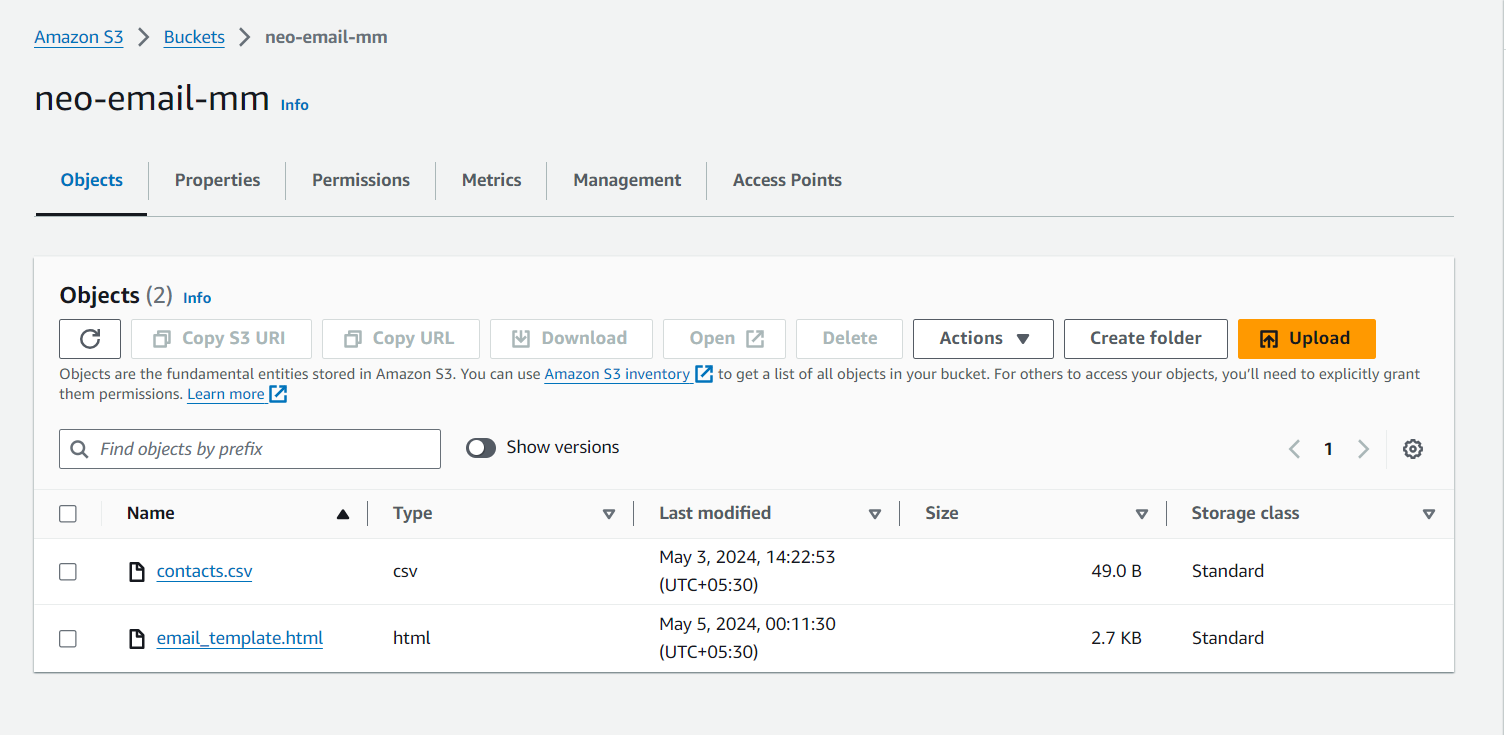 Amazon S3 > Buckets > neo-email-mm
neo-email-mm Info
Objects Properties Permissions Metrics Management Access Points
Objects (2) Info
Copy S3 URI Copy URL Download Open Delete Actions Create folder Upload
Objects are the fundamental entities stored in Amazon S3. You can use Amazon S3 inventory to get a list of all objects in your bucket. For others to access your objects, you’ll need to explicitly grant
them permissions. Learn more
Find objects by prefix Show versions 1
Name Type Last modified Size Storage class
contacts.csv csv May 3, 2024, 14:22:53 (UTC+05:30) 49.0 B Standard
email_template.html html May 5, 2024, 00:11:30 (UTC+05:30) 2.7 KB Standard